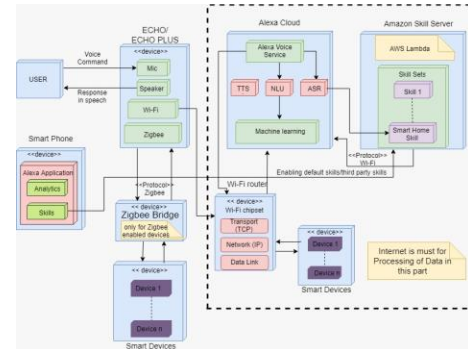 ECHO/
ECHO PLUS
<<device>>
Mic
Speaker
Wi-Fi
Zigbee
USER
Voice
Command
Response
in speech
Alexa Cloud
Alexa Voice
Service
TTS
NLU
ASR
Machine learning
Amazon Skill Server
AWS Lambda
Skill Sets
Skill 1
Smart Home
Skill
<<Protocol>>
Wi-Fi
Smart Phone
<<device>>
Alexa Application
Analytics
Skills
Enabling default skills/third party skills
<<Protocol>>
Zigbee
<< device>>
Zigbee Bridge
only for Zigbee
enabled devices
<< device>>
Device 1
Device n
Smart Devices
Wi-Fi router
<< device>>
Wi-Fi chipset
Transport
(TCP)
Network (IP)
Data Link
<< device>>
Device 1
Device n
Smart Devices
Internet is must for
Processing of Data in
this part